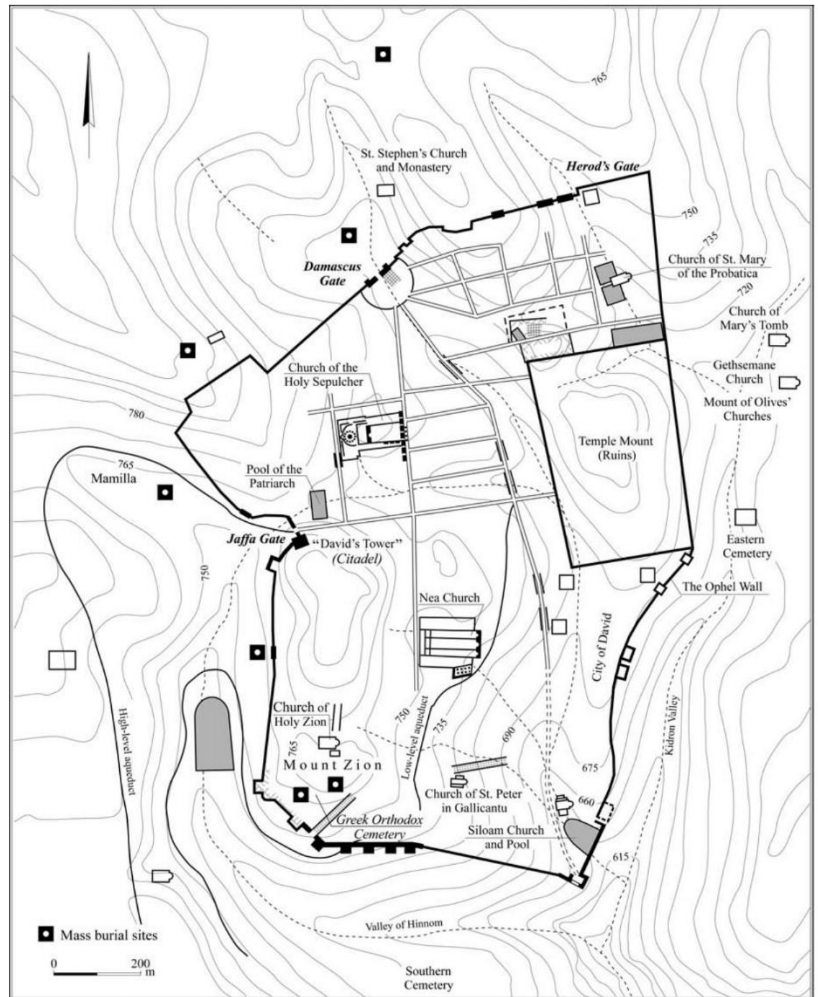 765
St. Stephen's Church
and Monastery
Herod's Gate
750
735
Damascus
Gate
Church of St. Mary
of the Probatica
720
Church of
Mary's Tomb
Church of the
Holy Sepulcher
Gethsemane
Church
Mount of Olives'
Churches
780
765
Mamilla
Pool of the
Patriarch
Temple Mount
(Ruins)
Jaffa Gate
"David's Tower"
(Citadel)
Eastern
Cemetery
750
Nea Church
The Ophel Wall
City of David
Church of
Holy Zion
750
735
690
Low-level aqueduct
High-level aqueduct
Kidron Valley
765
Mount Zion
675
660
Church of St. Peter
in Gallicantu
Greek Orthodox
Cemetery
Siloam Church
and Pool
615
Valley of Hinnom
Mass burial sites
0 200
m
Southern
Cemetery